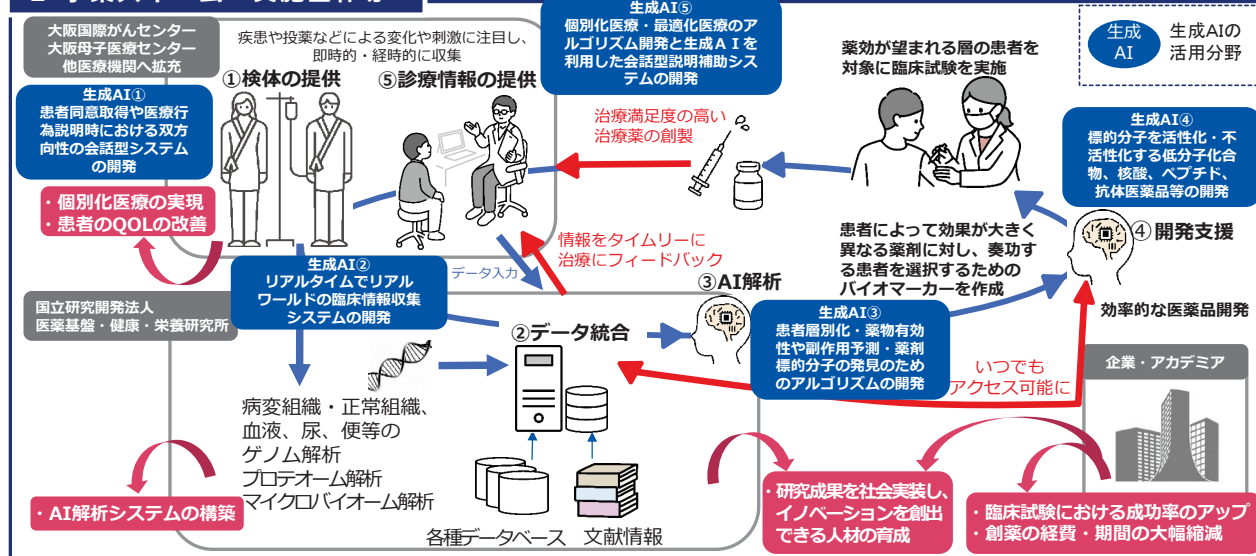 大阪国際がんセンター
大阪母子医療センター
他医療機関へ拡充
疾患や投薬などによる変化や刺激に注目し、
即時的・経時的に収集
①検体の提供
⑤診療情報の提供
生成AI①
患者同意取得や医療行
為説明時における双方
向性の会話型システム
の開発
・個別化医療の実現
・患者のQOLの改善
生成AI⑤
個別化医療・最適化医療のア
ルゴリズム開発と生成ＡＩを
利用した会話型説明補助シス
テムの開発
治療満足度の高い
治療薬の創製
薬効が望まれる層の患者を
対象に臨床試験を実施
生成
AI
生成AIの
活用分野
生成AI④
標的分子を活性化・不
活性化する低分子化合
物、核酸、ペプチド、
抗体医薬品等の開発
④開発支援
効率的な医薬品開発
患者によって効果が大きく
異なる薬剤に対し、奏功す
る患者を選択するための
バイオマーカーを作成
情報をタイムリーに
治療にフィードバック
データ入力
生成AI②
リアルタイムでリアル
ワールドの臨床情報収集
システムの開発
国立研究開発法人
医薬基盤・健康・栄養研究所
③AI解析
②データ統合
生成AI③
患者層別化・薬物有効
性や副作用予測・薬剤
標的分子の発見のため
のアルゴリズムの開発
いつでも
アクセス可能に
企業・アカデミア
病変組織・正常組織、
血液、尿、便等の
ゲノム解析
プロテオーム解析
マイクロバイオーム解析
各種データベース
文献情報
・AI解析システムの構築
・研究成果を社会実装し、
イノベーションを創出
できる人材の育成
・臨床試験における成功率のアップ
・創薬の経費・期間の大幅縮減